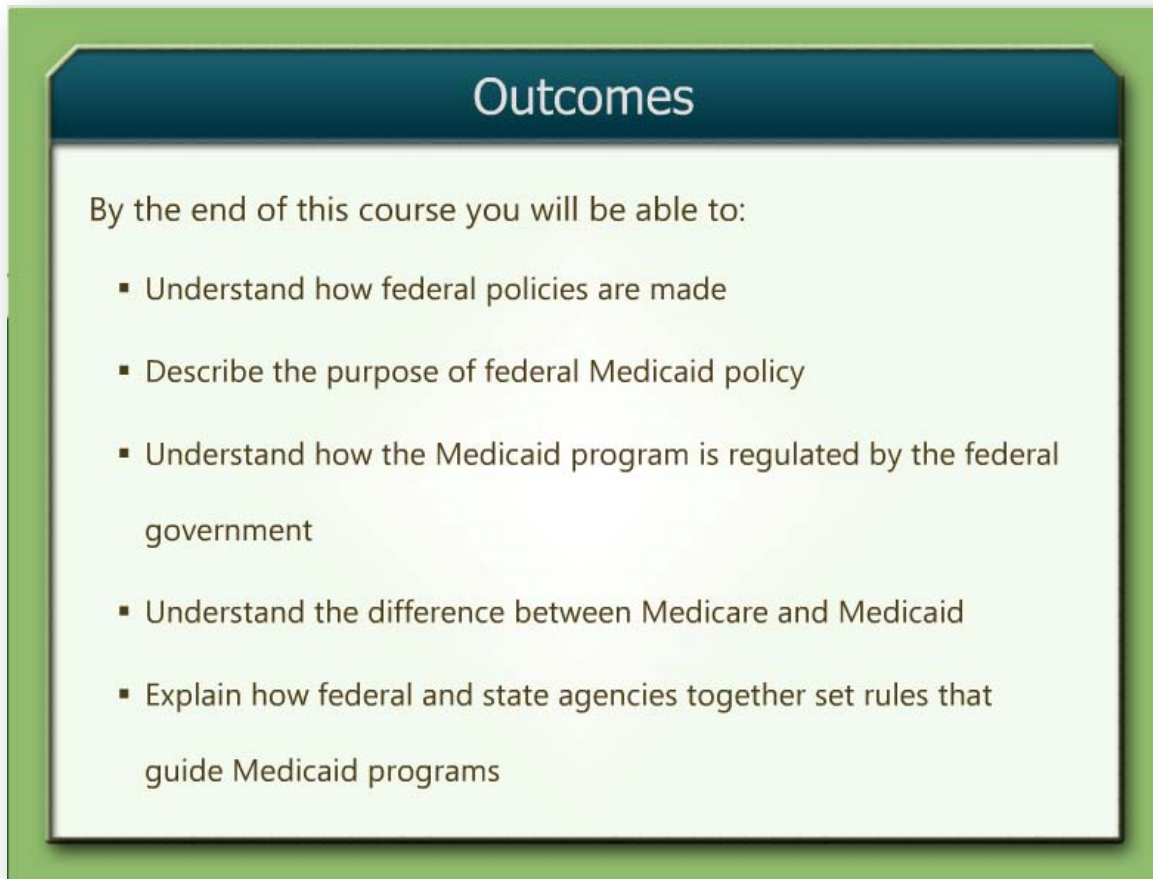 Outcomes
By the end of this course you will be able to:
▪ Understand how federal policies are made
▪ Describe the purpose of federal Medicaid policy
▪ Understand how the Medicaid program is regulated by the federal
government
▪ Understand the difference between Medicare and Medicaid
▪ Explain how federal and state agencies together set rules that
guide Medicaid programs